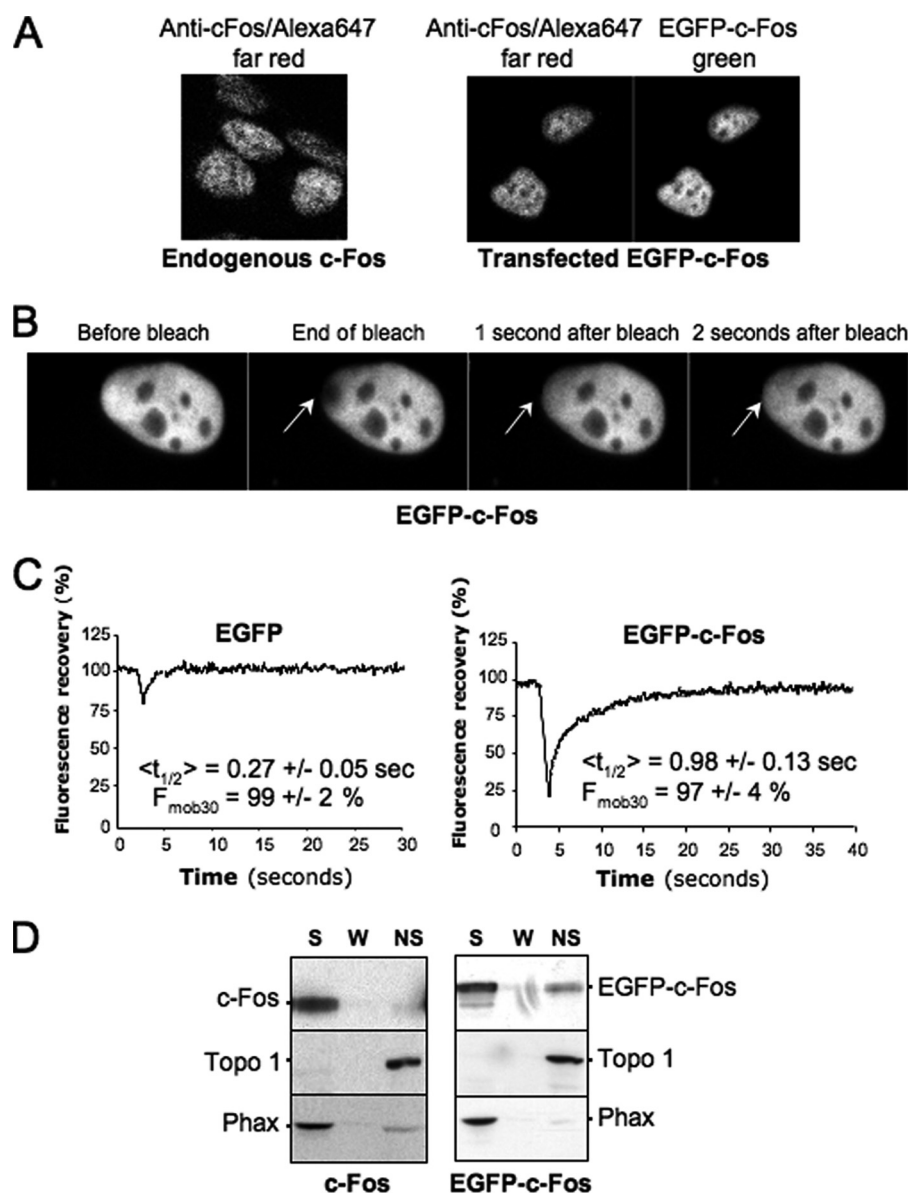 A
Anti-cFos/Alexa647
far red
Anti-cFos/Alexa647
far red
EGFP-c-Fos
green
Endogenous c-Fos
Transfected EGFP-c-Fos
B
Before bleach
End of bleach
1 second after bleach
2 seconds after bleach
EGFP-c-Fos
C
EGFP
Fluorescence recovery (%)
125
100
75
50
25
0
<t1/2> = 0.27 +/- 0.05 sec
Fmob30 = 99 +/- 2 %
0 5 10 15 20 25 30
Time (seconds)
EGFP-c-Fos
Fluorescence recovery (%)
125
100
75
50
25
0
<t1/2> = 0.98 +/- 0.13 sec
Fmob30 = 97 +/- 4 %
0 5 10 15 20 25 30 35 40
Time (seconds)
D
S W NS
c-Fos
Topo 1
Phax
c-Fos
S W NS
EGFP-c-Fos
Topo 1
Phax
EGFP-c-Fos